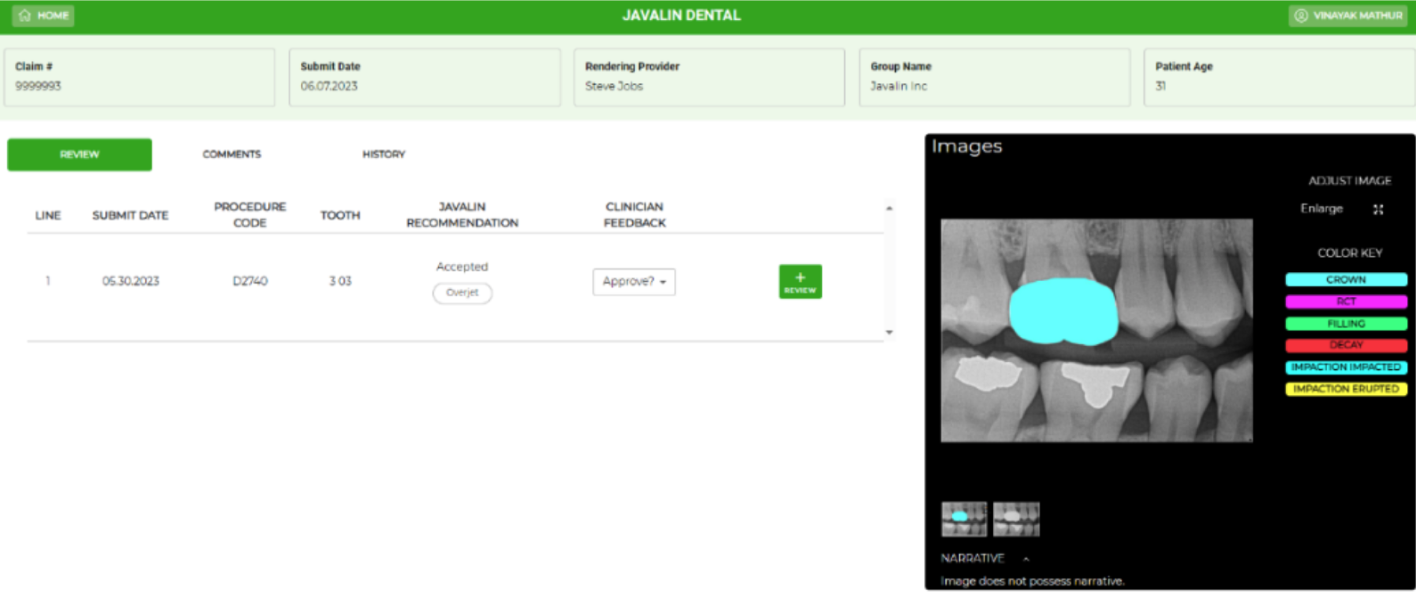 HOME
JAVALIN DENTAL
VINAYAK MATHUR
Claim #
9999993
Submit Date
06.07.2023
Rendering Provider
Steve Jobs
Group Name
Javalin Inc
Patient Age
31
REVIEW
COMMENTS
HISTORY
LINE
SUBMIT DATE
PROCEDURE
CODE
TOOTH
JAVALIN
RECOMMENDATION
CLINICIAN
FEEDBACK
1
05.30.2023
D2740
3 03
Accepted
Overjet
Approve?
+
REVIEW
Images
ADJUST IMAGE
Enlarge
COLOR KEY
CROWN
RCT
FILLING
DECAY
IMPACTION IMPACTED
IMPACTION ERUPTED
NARRATIVE
Image does not possess narrative.